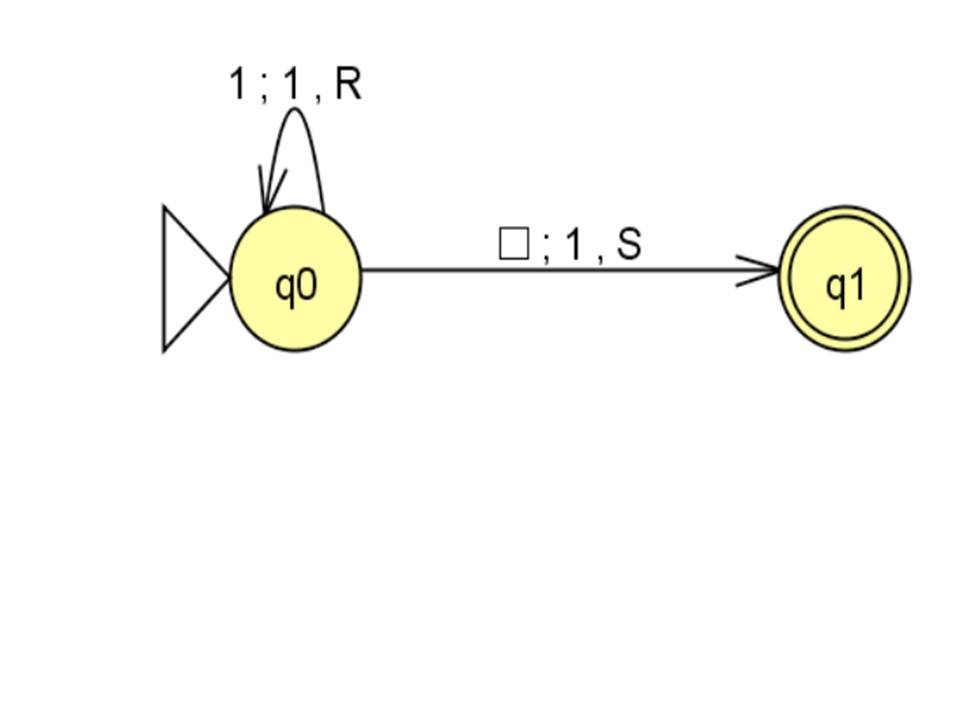 1 ; 1 , R
□ ; 1 , S
q0
q1